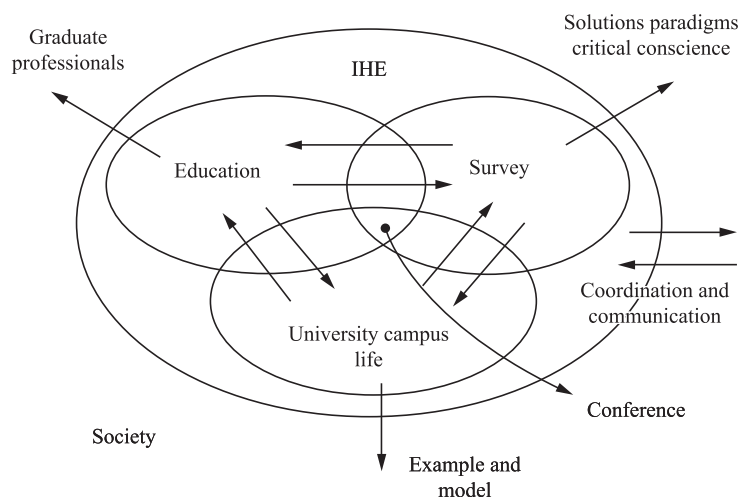 Graduate
professionals
IHE
Solutions paradigms
critical conscience
Education
Survey
Coordination and
communication
University campus
life
Conference
Society
Example and
model